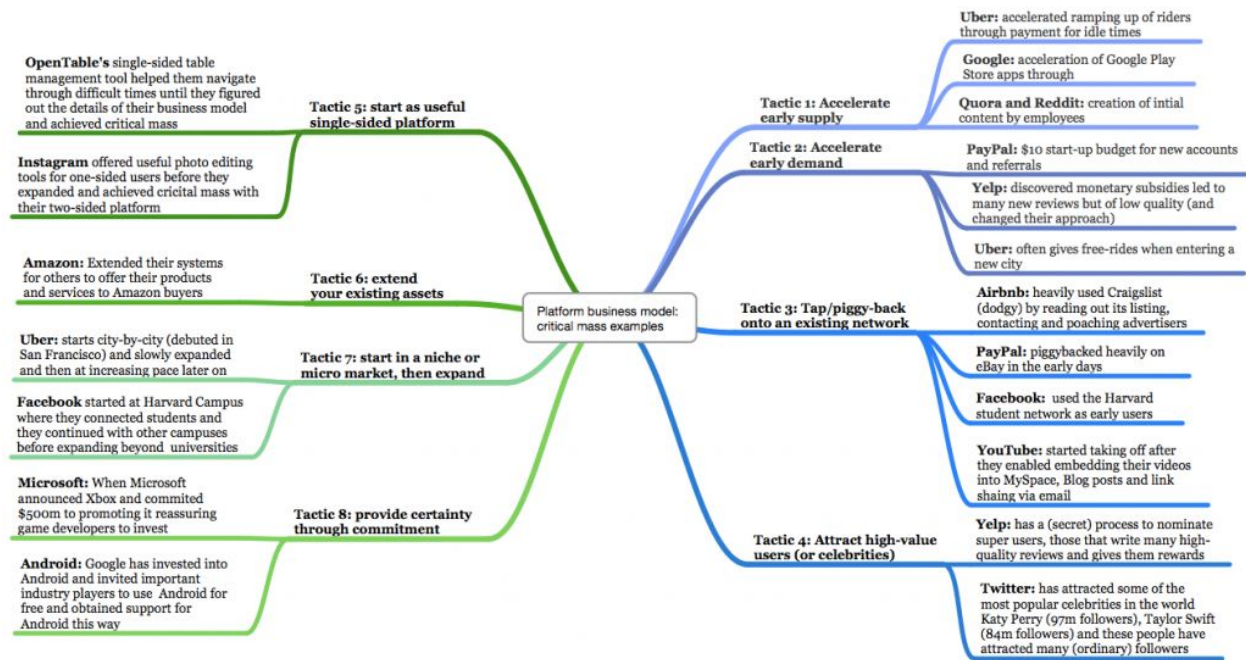 Platform business model:
critical mass examples
Tactic 1: Accelerate
early supply
Uber: accelerated ramping up of riders
through payment for idle times
Google: acceleration of Google Play
Store apps through
Quora and Reddit: creation of intial
content by employees
Tactic 2: Accelerate
early demand
PayPal: $10 start-up budget for new accounts
and referrals
Yelp: discovered monetary subsidies led to
many new reviews but of low quality (and
changed their approach)
Uber: often gives free-rides when entering a
new city
Tactic 3: Tap/piggy-back
onto an existing network
Airbnb: heavily used Craigslist
(dodgy) by reading out its listing,
contacting and poaching advertisers
PayPal: piggybacked heavily on
eBay in the early days
Facebook: used the Harvard
student network as early users
YouTube: started taking off after
they enabled embedding their videos
into MySpace, Blog posts and link
shaing via email
Tactic 4: Attract high-value
users (or celebrities)
Yelp: has a (secret) process to nominate
super users, those that write many high-
quality reviews and gives them rewards
Twitter: has attracted some of the
most popular celebrities in the world
Katy Perry (97m followers), Taylor Swift
(84m followers) and these people have
attracted many (ordinary) followers
Tactic 5: start as useful
single-sided platform
OpenTable's single-sided table
management tool helped them navigate
through difficult times until they figured
out the details of their business model
and achieved critical mass
Instagram offered useful photo editing
tools for one-sided users before they
expanded and achieved cricital mass with
their two-sided platform
Tactic 6: extend
your existing assets
Amazon: Extended their systems
for others to offer their products
and services to Amazon buyers
Tactic 7: start in a niche or
micro market, then expand
Uber: starts city-by-city (debuted in
San Francisco) and slowly expanded
and then at increasing pace later on
Facebook started at Harvard Campus
where they connected students and
they continued with other campuses
before expanding beyond universities
Tactic 8: provide certainty
through commitment
Microsoft: When Microsoft
announced Xbox and commited
$500m to promoting it reassuring
game developers to invest
Android: Google has invested into
Android and invited important
industry players to use Android for
free and obtained support for
Android this way